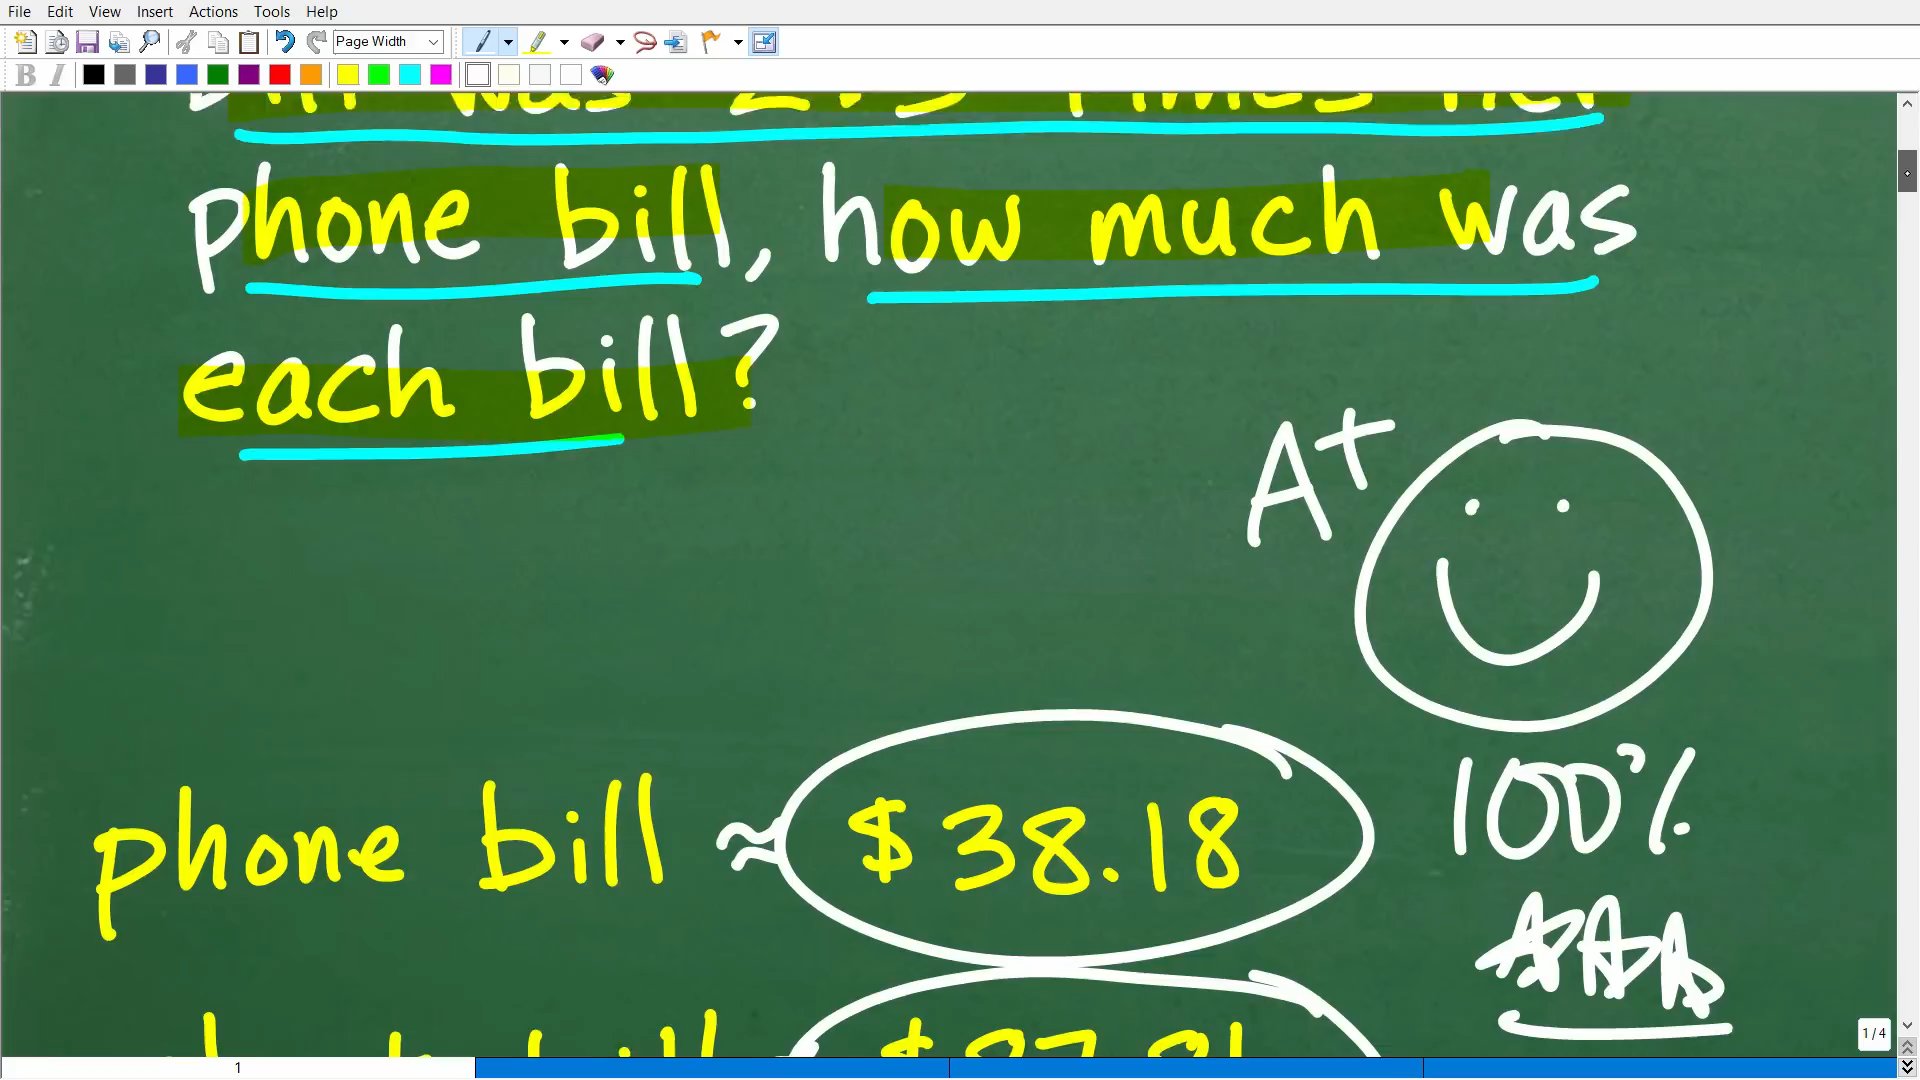 File Edit View Insert Actions Tools Help
Page Width
B I
phone bill, how much was
each bill?
A+
100%
phone bill ≈ $38.18
1/4
1